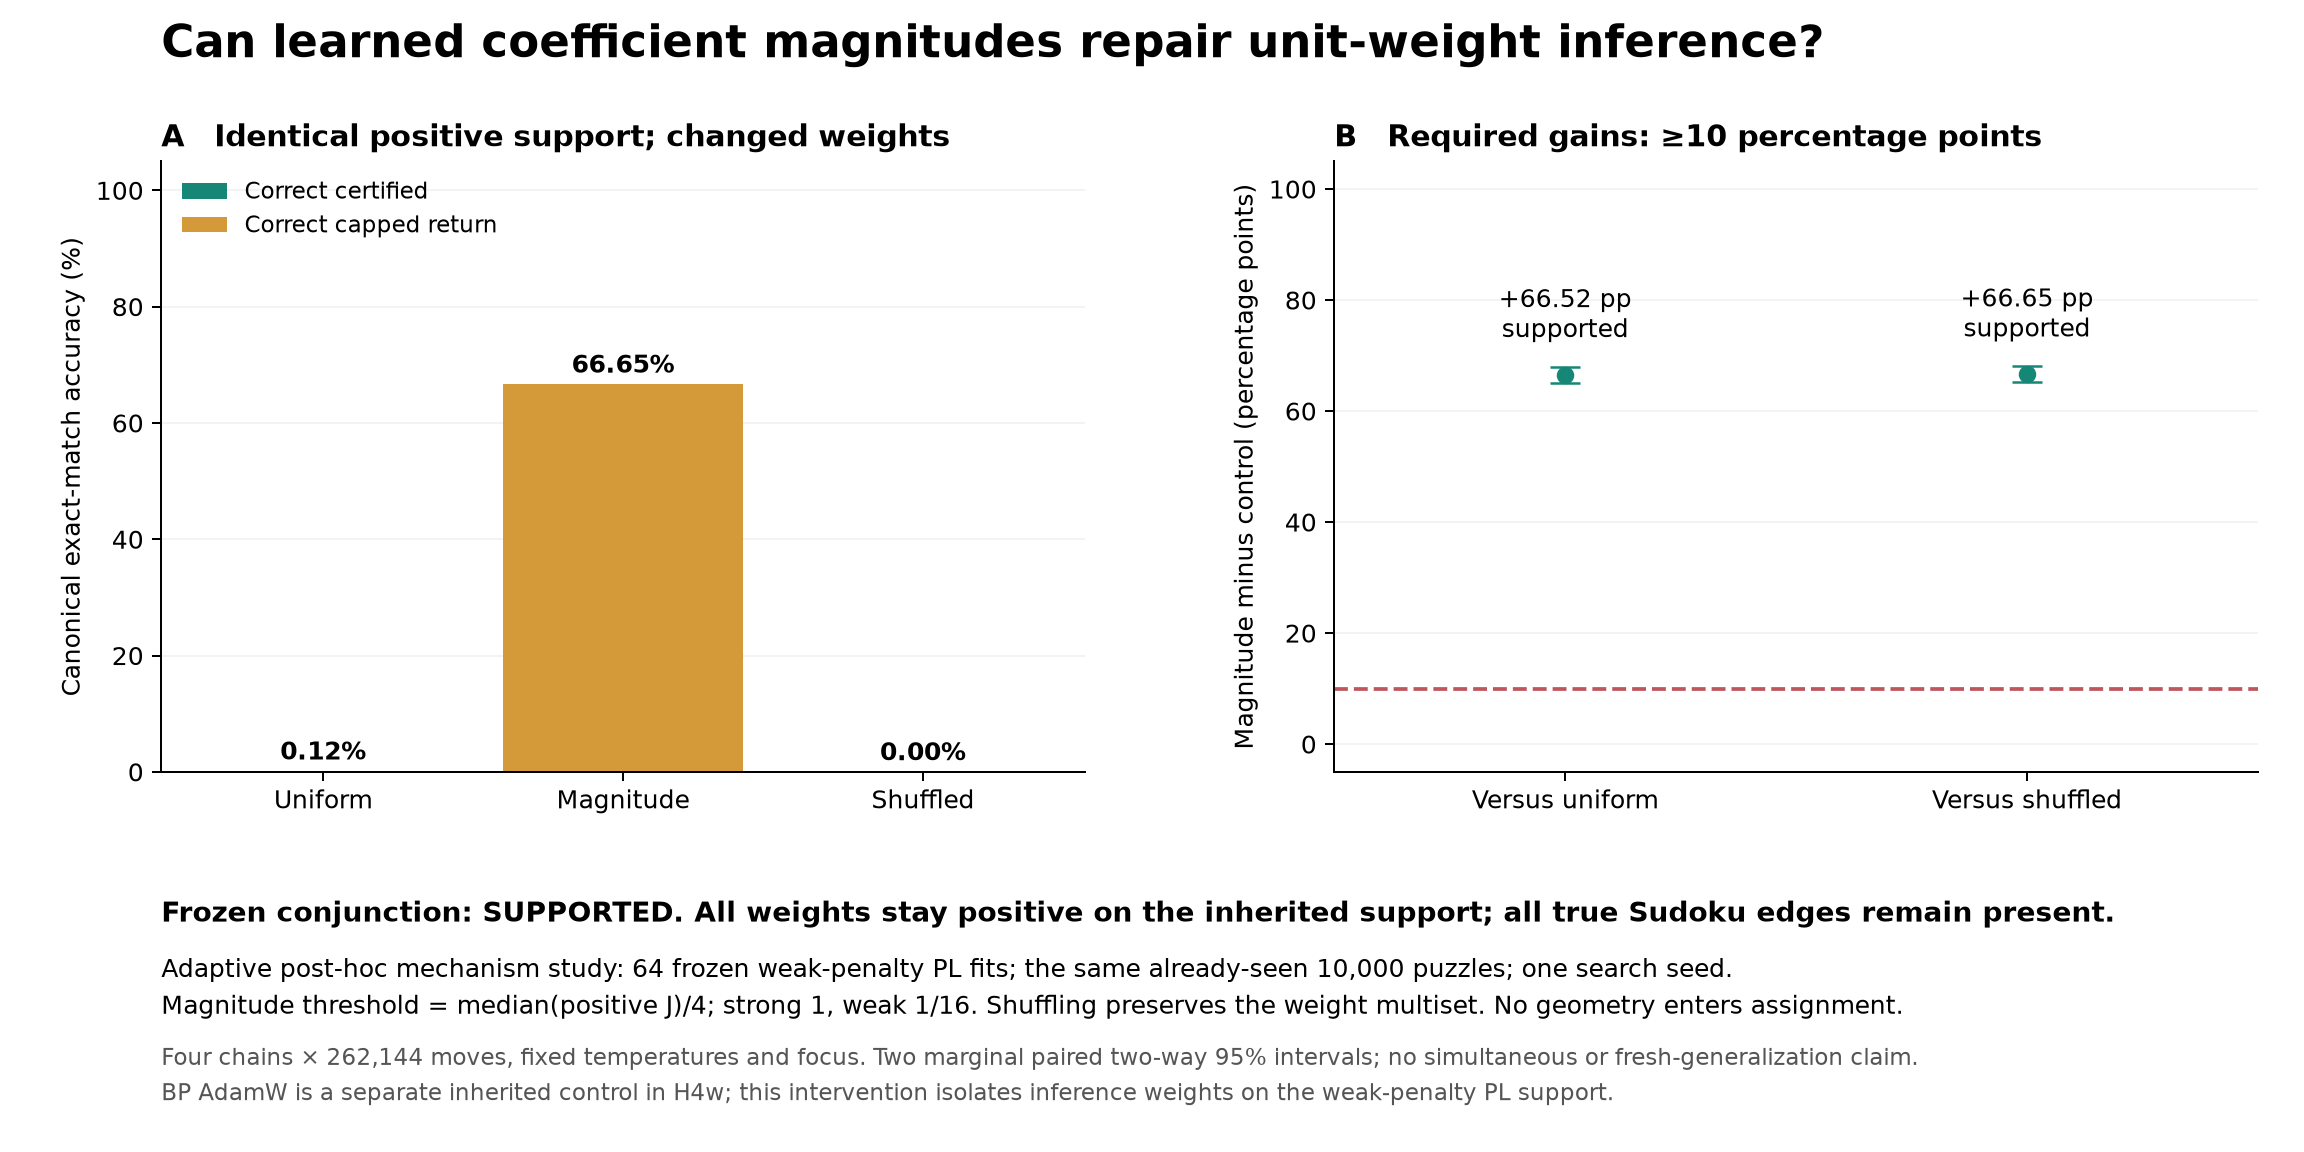 Can learned coefficient magnitudes repair unit-weight inference?
A Identical positive support; changed weights
Correct certified
Correct capped return
Canonical exact-match accuracy (%)
100
80
60
40
20
0
0.12%
66.65%
0.00%
Uniform
Magnitude
Shuffled
B Required gains: ≥10 percentage points
Magnitude minus control (percentage points)
100
80
60
40
20
0
+66.52 pp
supported
+66.65 pp
supported
Versus uniform
Versus shuffled
Frozen conjunction: SUPPORTED. All weights stay positive on the inherited support; all true Sudoku edges remain present.
Adaptive post-hoc mechanism study: 64 frozen weak-penalty PL fits; the same already-seen 10,000 puzzles; one search seed.
Magnitude threshold = median(positive J)/4; strong 1, weak 1/16. Shuffling preserves the weight multiset. No geometry enters assignment.
Four chains × 262,144 moves, fixed temperatures and focus. Two marginal paired two-way 95% intervals; no simultaneous or fresh-generalization claim.
BP AdamW is a separate inherited control in H4w; this intervention isolates inference weights on the weak-penalty PL support.